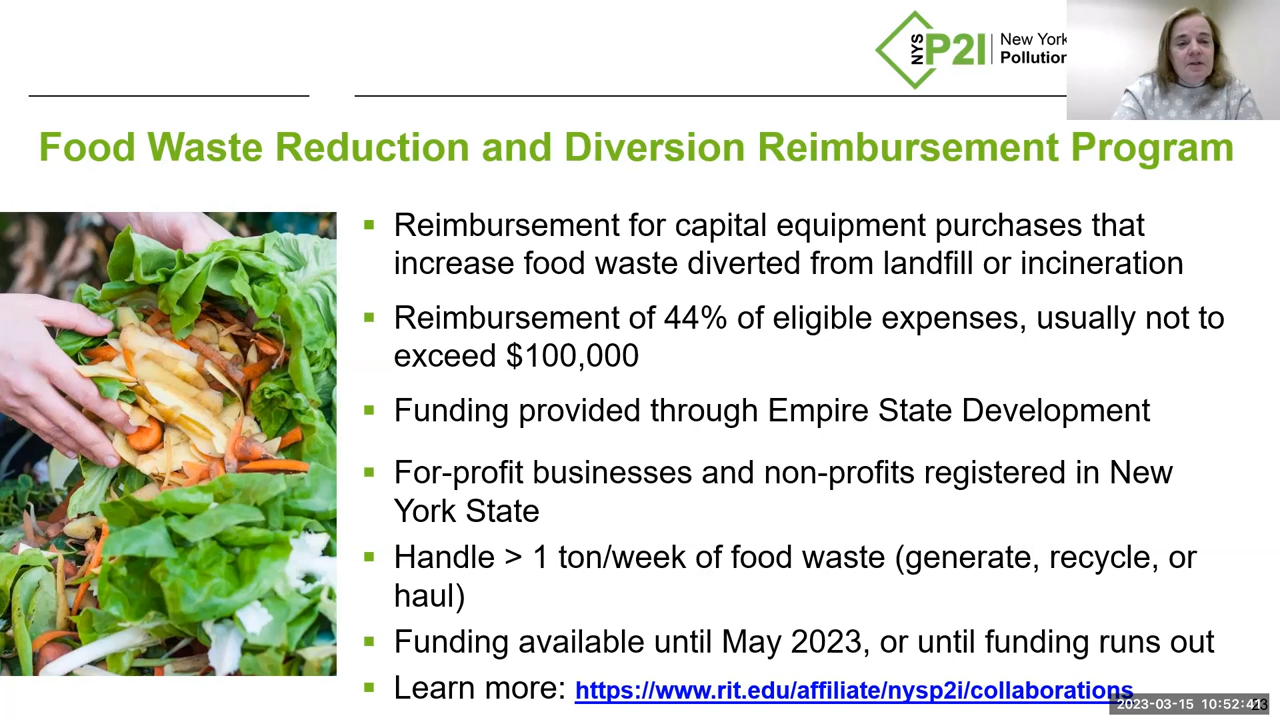 NYS P2I New York
Pollution
Food Waste Reduction and Diversion Reimbursement Program
▪ Reimbursement for capital equipment purchases that
increase food waste diverted from landfill or incineration
▪ Reimbursement of 44% of eligible expenses, usually not to
exceed $100,000
▪ Funding provided through Empire State Development
▪ For-profit businesses and non-profits registered in New
York State
▪ Handle > 1 ton/week of food waste (generate, recycle, or
haul)
▪ Funding available until May 2023, or until funding runs out
▪ Learn more: https://www.rit.edu/affiliate/nysp2i/collaborations
2023-03-15 10:52:41